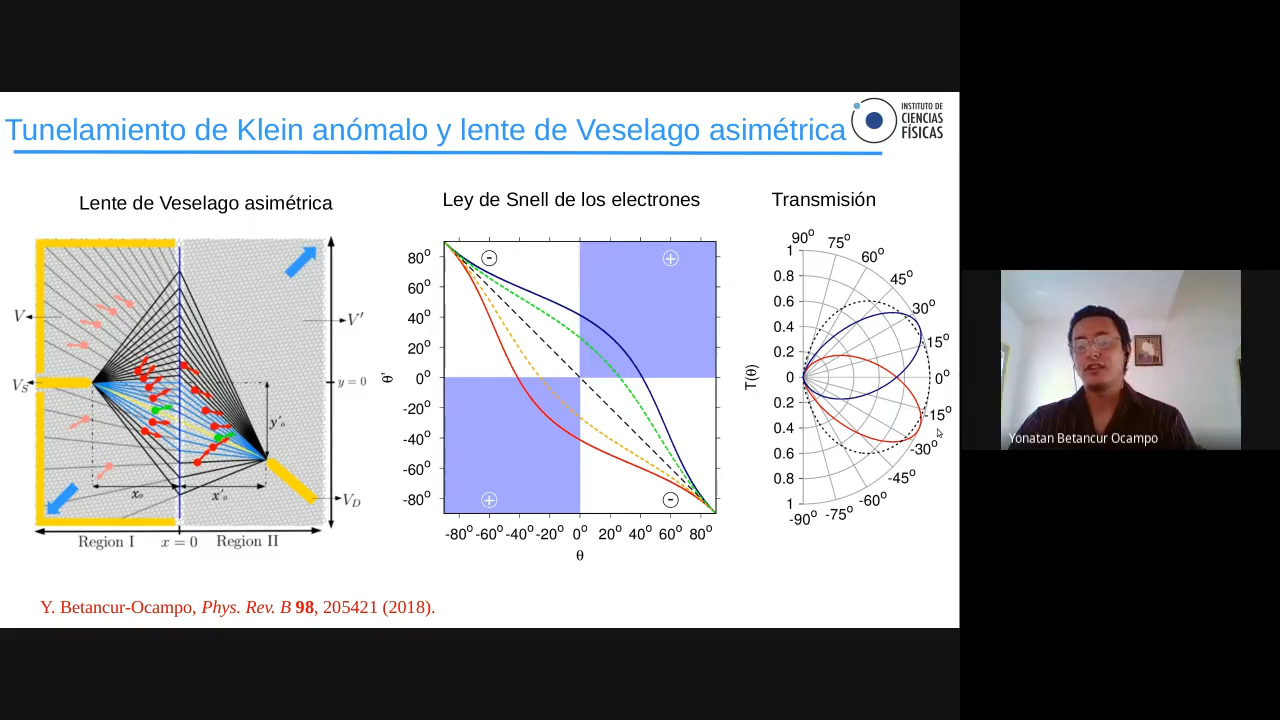 Tunelamiento de Klein anómalo y lente de Veselago asimétrica
INSTITUTO DE
CIENCIAS
FÍSICAS
Lente de Veselago asimétrica
V
V'
V_S
y = 0
y'₀
x₀
x'₀
V_D
Region I
x = 0
Region II
Ley de Snell de los electrones
80°
60°
40°
20°
0°
-20°
-40°
-60°
-80°
θ'
-
+
+
-
-80° -60° -40° -20° 0° 20° 40° 60° 80°
θ
Transmisión
90°
75°
60°
45°
30°
15°
0°
15°
-30°
-45°
-60°
-75°
-90°
1
0.8
0.6
0.4
0.2
0
0.2
0.4
0.6
0.8
1
T(θ)
Y. Betancur-Ocampo, Phys. Rev. B 98, 205421 (2018).
Yonatan Betancur Ocampo